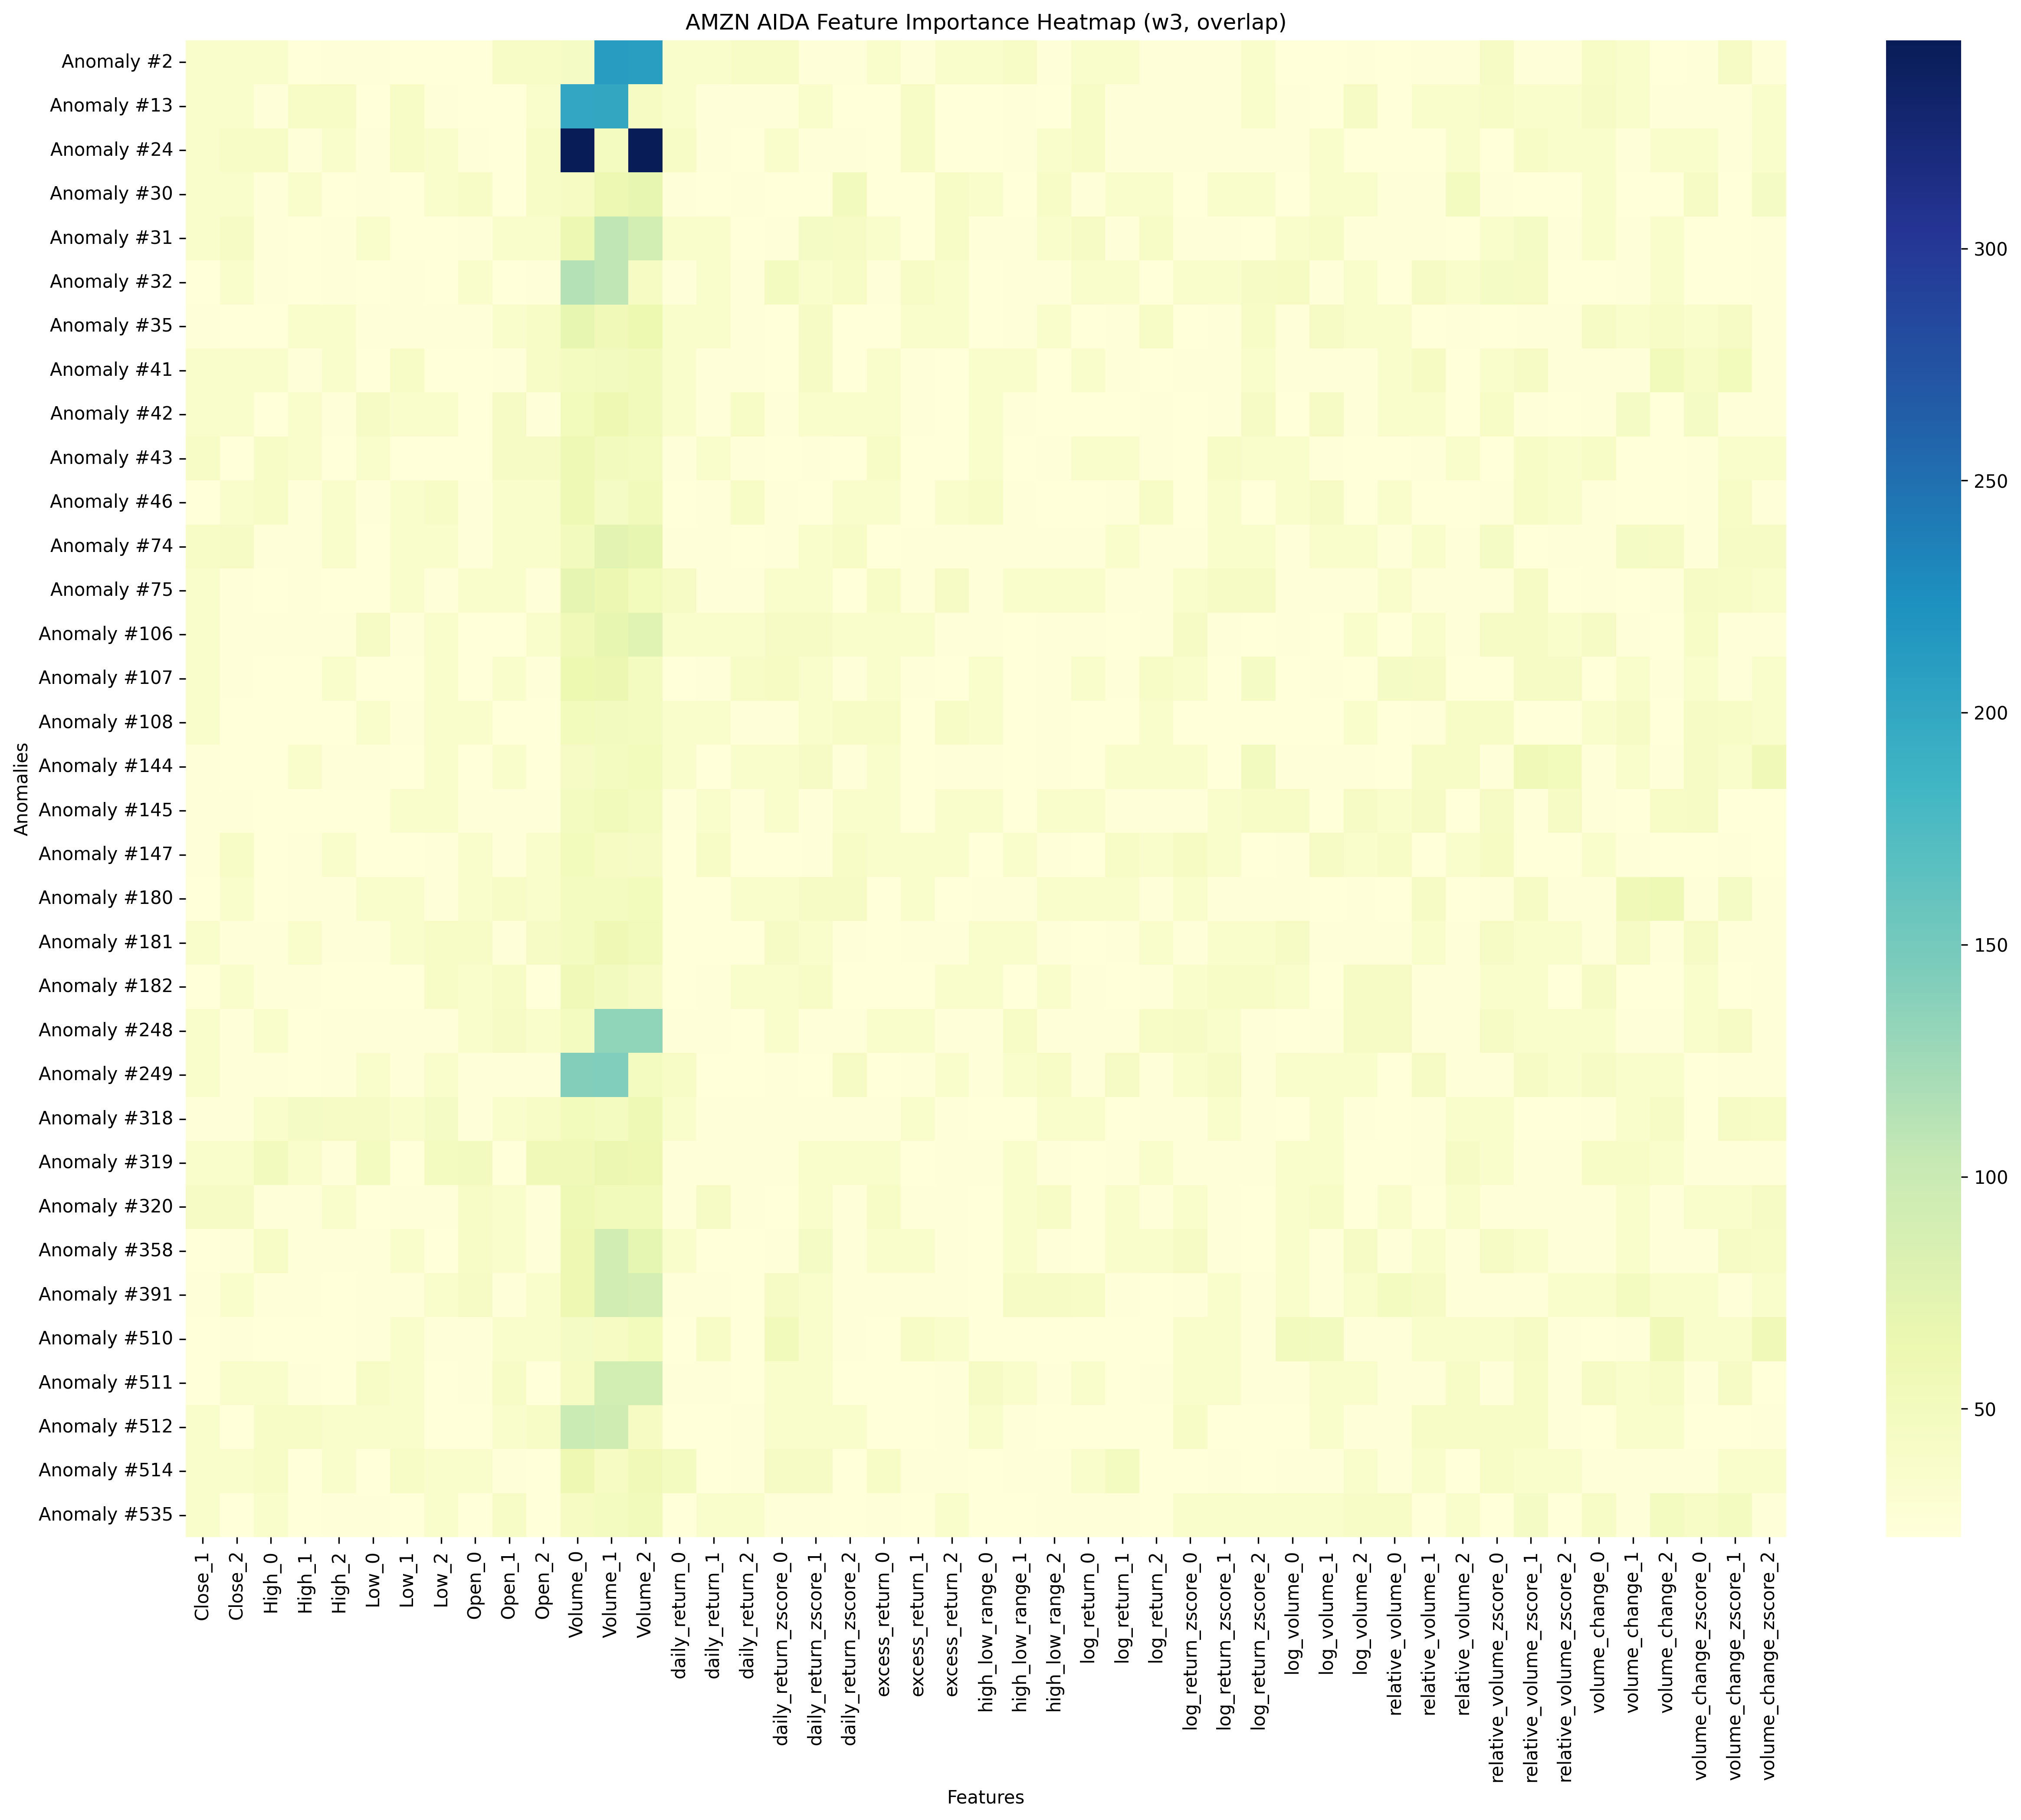 AMZN AIDA Feature Importance Heatmap (w3, overlap)
Anomalies
Anomaly #2
Anomaly #13
Anomaly #24
Anomaly #30
Anomaly #31
Anomaly #32
Anomaly #35
Anomaly #41
Anomaly #42
Anomaly #43
Anomaly #46
Anomaly #74
Anomaly #75
Anomaly #106
Anomaly #107
Anomaly #108
Anomaly #144
Anomaly #145
Anomaly #147
Anomaly #180
Anomaly #181
Anomaly #182
Anomaly #248
Anomaly #249
Anomaly #318
Anomaly #319
Anomaly #320
Anomaly #358
Anomaly #391
Anomaly #510
Anomaly #511
Anomaly #512
Anomaly #514
Anomaly #535
Close_1
Close_2
High_0
High_1
High_2
Low_0
Low_1
Low_2
Open_0
Open_1
Open_2
Volume_0
Volume_1
Volume_2
daily_return_0
daily_return_1
daily_return_2
daily_return_zscore_0
daily_return_zscore_1
daily_return_zscore_2
excess_return_0
excess_return_1
excess_return_2
high_low_range_0
high_low_range_1
high_low_range_2
log_return_0
log_return_1
log_return_2
log_return_zscore_0
log_return_zscore_1
log_return_zscore_2
log_volume_0
log_volume_1
log_volume_2
relative_volume_0
relative_volume_1
relative_volume_2
relative_volume_zscore_0
relative_volume_zscore_1
relative_volume_zscore_2
volume_change_0
volume_change_1
volume_change_2
volume_change_zscore_0
volume_change_zscore_1
volume_change_zscore_2
Features
300
250
200
150
100
50